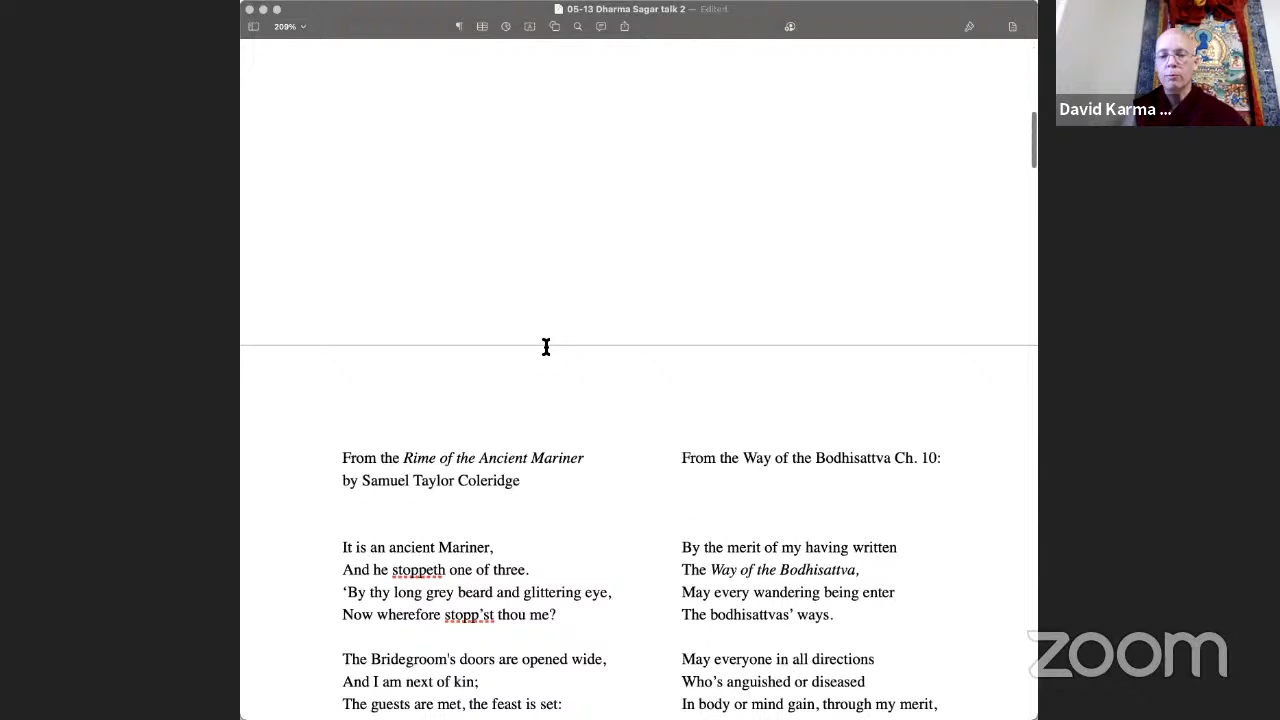 05-13 Dharma Sagar talk 2 — Edited
209%
David Karma ...
From the Rime of the Ancient Mariner
by Samuel Taylor Coleridge
It is an ancient Mariner,
And he stoppeth one of three.
‘By thy long grey beard and glittering eye,
Now wherefore stopp’st thou me?
The Bridegroom's doors are opened wide,
And I am next of kin;
The guests are met, the feast is set:
From the Way of the Bodhisattva Ch. 10:
By the merit of my having written
The Way of the Bodhisattva,
May every wandering being enter
The bodhisattvas’ ways.
May everyone in all directions
Who’s anguished or diseased
In body or mind gain, through my merit,
zoom